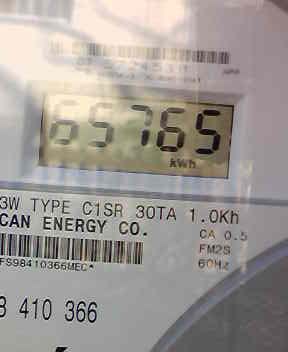 65765
kWh
3W TYPE C1SR 30TA 1.0Kh
CAN ENERGY CO.
CA 0.5
FM2S
60Hz
FS98410366MEC*
8 410 366